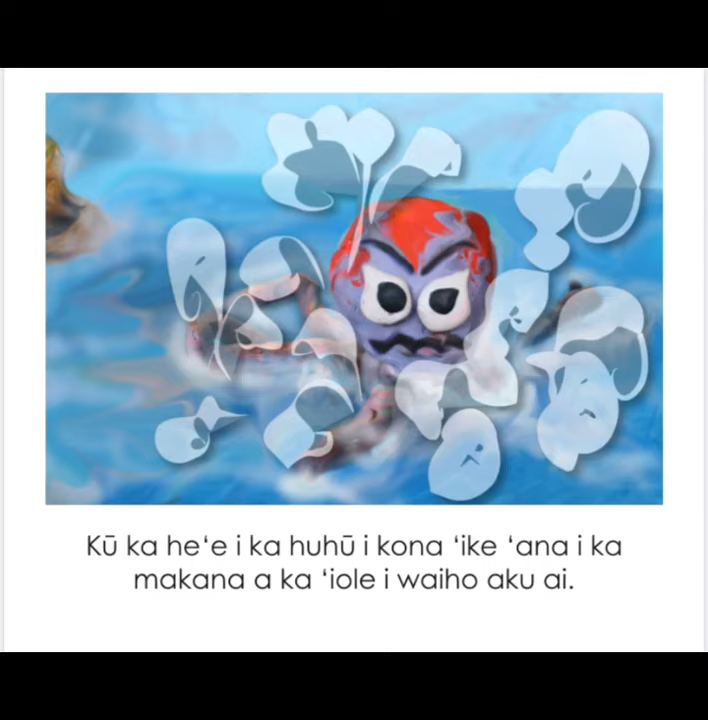 Kū ka heʻe i ka huhū i kona ʻike ʻana i ka
makana a ka ʻiole i waiho aku ai.